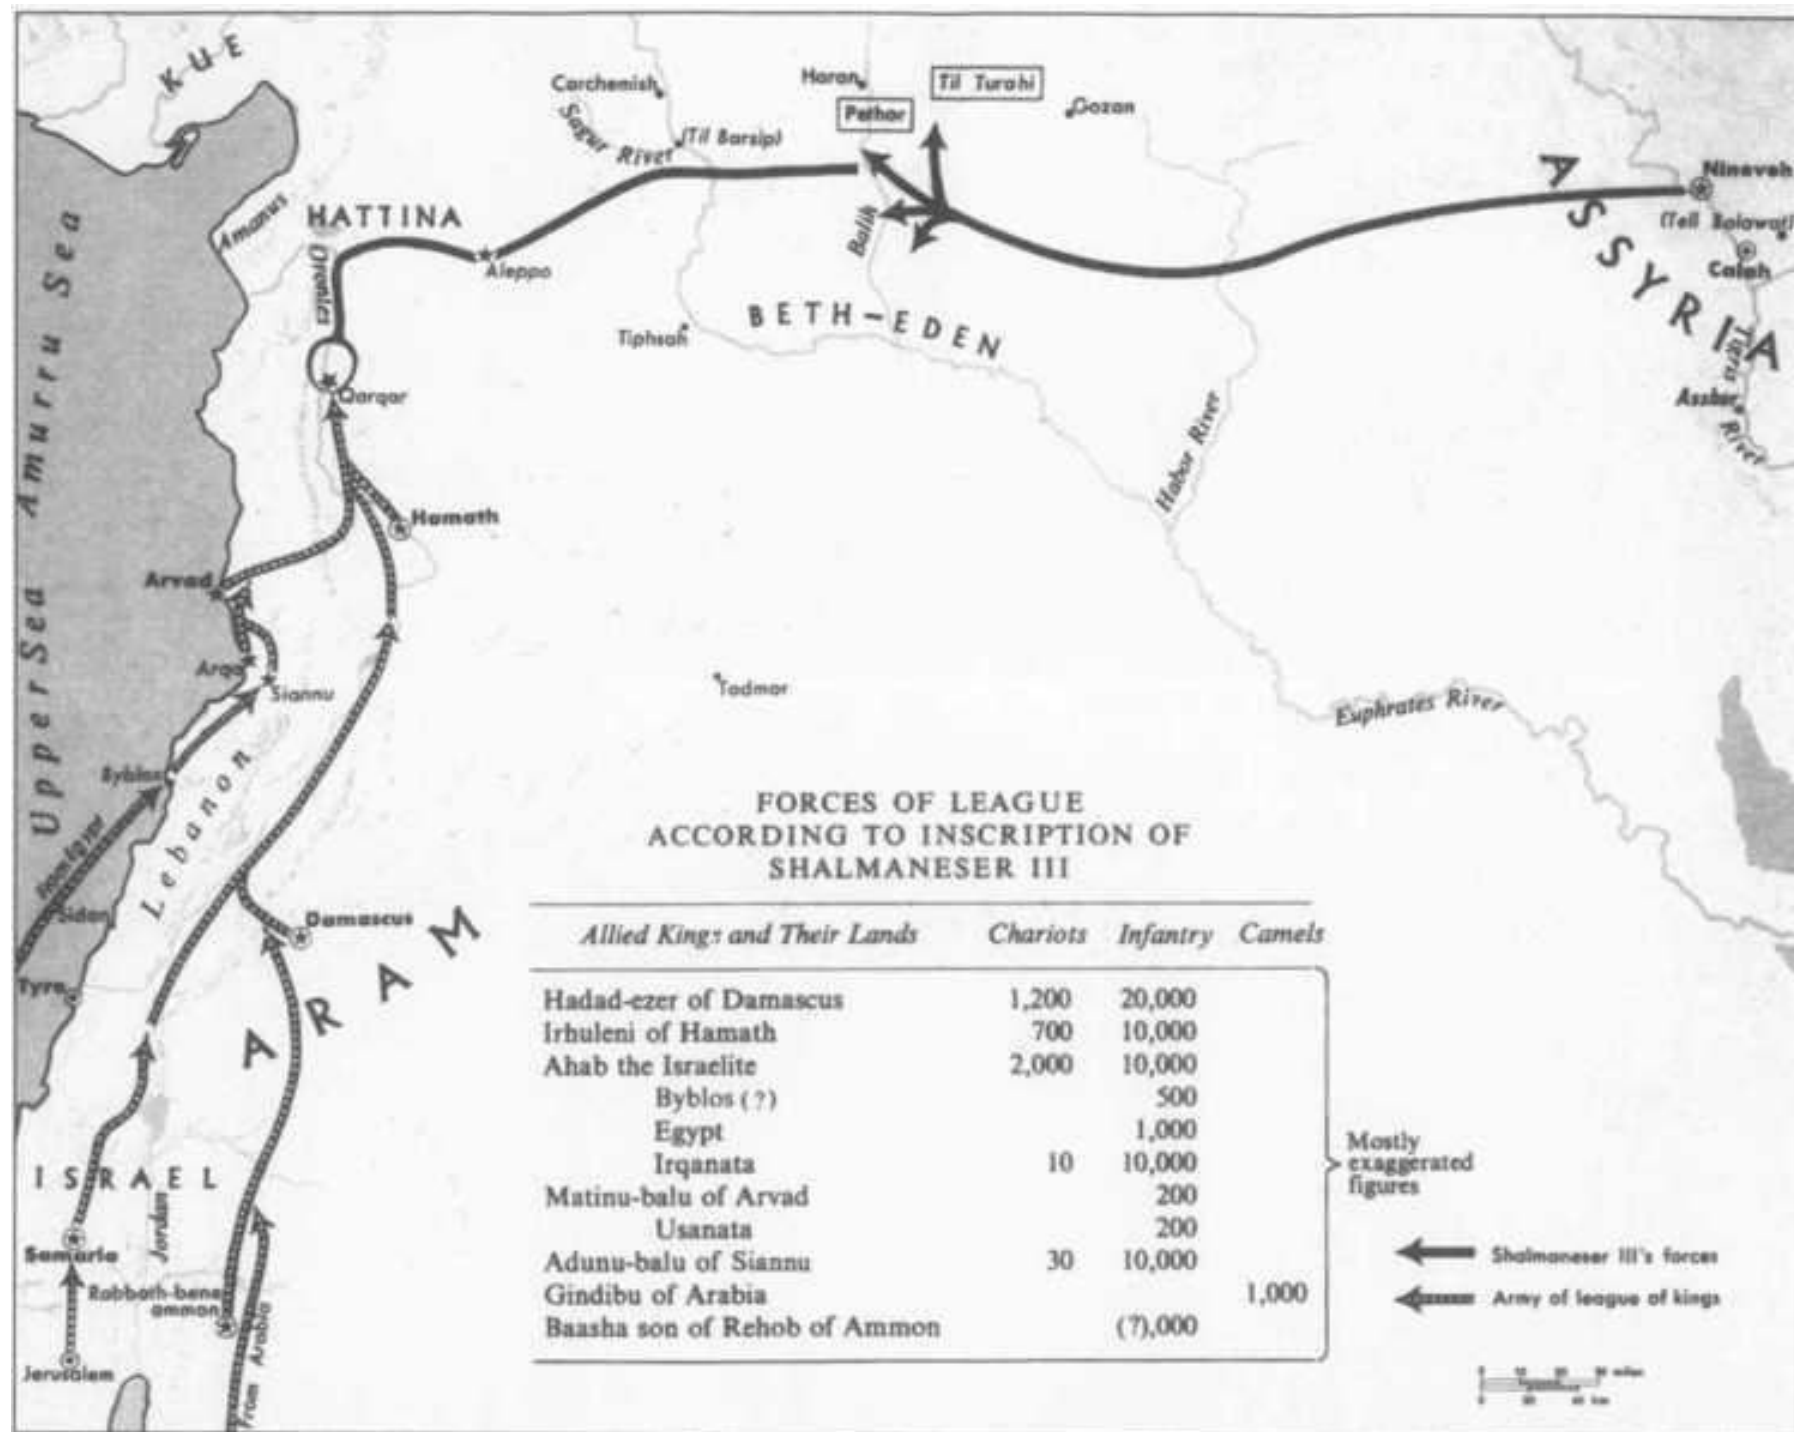 KUE
Carchemish
Haran
Til Turahi
Pethor
Gozan
Sagur River
(Til Barsip)
ASSYRIA
Nineveh
(Tell Balawat)
Calah
Amanus
HATTINA
Orontes
Aleppo
Balih
Tiphsah
BETH-EDEN
Tigris River
Asshur
Qarqar
Habor River
Upper Sea Amurru Sea
Hamath
Arvad
Arqa
Siannu
Tadmor
Euphrates River
Byblos
Lebanon
From Egypt
Sidon
Damascus
Tyre
ARAM
ISRAEL
Jordan
Samaria
Rabbath-bene
ammon
Jerusalem
From Arabia
FORCES OF LEAGUE
ACCORDING TO INSCRIPTION OF
SHALMANESER III
Allied Kings and Their Lands Chariots Infantry Camels
Hadad-ezer of Damascus 1,200 20,000
Irhuleni of Hamath 700 10,000
Ahab the Israelite 2,000 10,000
Byblos (?) 500
Egypt 1,000
Irqanata 10 10,000
Matinu-balu of Arvad 200
Usanata 200
Adunu-balu of Siannu 30 10,000
Gindibu of Arabia 1,000
Baasha son of Rehob of Ammon (?),000
Mostly
exaggerated
figures
Shalmaneser III's forces
Army of league of kings